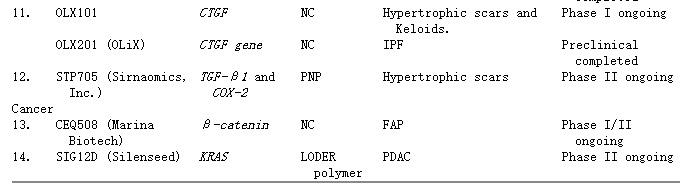 completed
11. OLX101 CTGF NC Hypertrophic scars and Phase I ongoing
Keloids.
OLX201 (OLiX) CTGF gene NC IPF Preclinical
completed
12. STP705 (Sirnaomics, TGF-β1 and PNP Hypertrophic scars Phase II ongoing
Inc.) COX-2
Cancer
13. CEQ508 (Marina β-catenin NC FAP Phase I/II
Biotech) ongoing
14. SIG12D (Silenseed) KRAS LODER PDAC Phase II ongoing
polymer